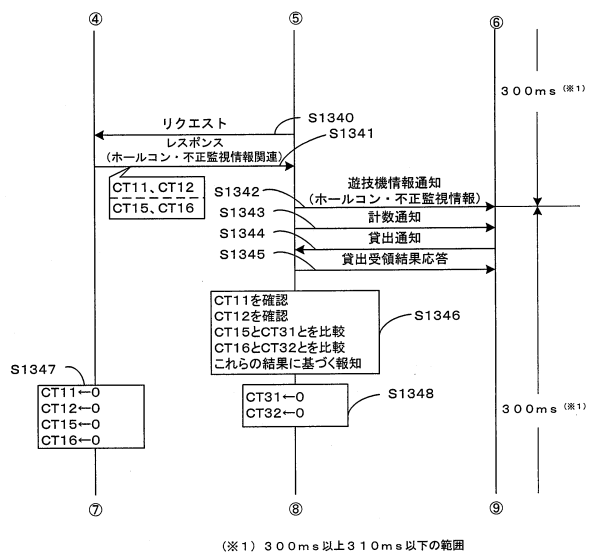 ④
⑤
⑥
300ms(※1)
リクエスト
S1340
レスポンス
S1341
(ホールコン・不正監視情報関連)
CT11、CT12
CT15、CT16
S1342
遊技機情報通知
(ホールコン・不正監視情報)
S1343
計数通知
S1344
貸出通知
S1345
貸出受領結果応答
CT11を確認
CT12を確認
CT15とCT31とを比較
CT16とCT32とを比較
これらの結果に基づく報知
S1346
S1347
CT11←0
CT12←0
CT15←0
CT16←0
CT31←0
CT32←0
S1348
300ms(※1)
⑦
⑧
⑨
(※1)300ms以上310ms以下の範囲